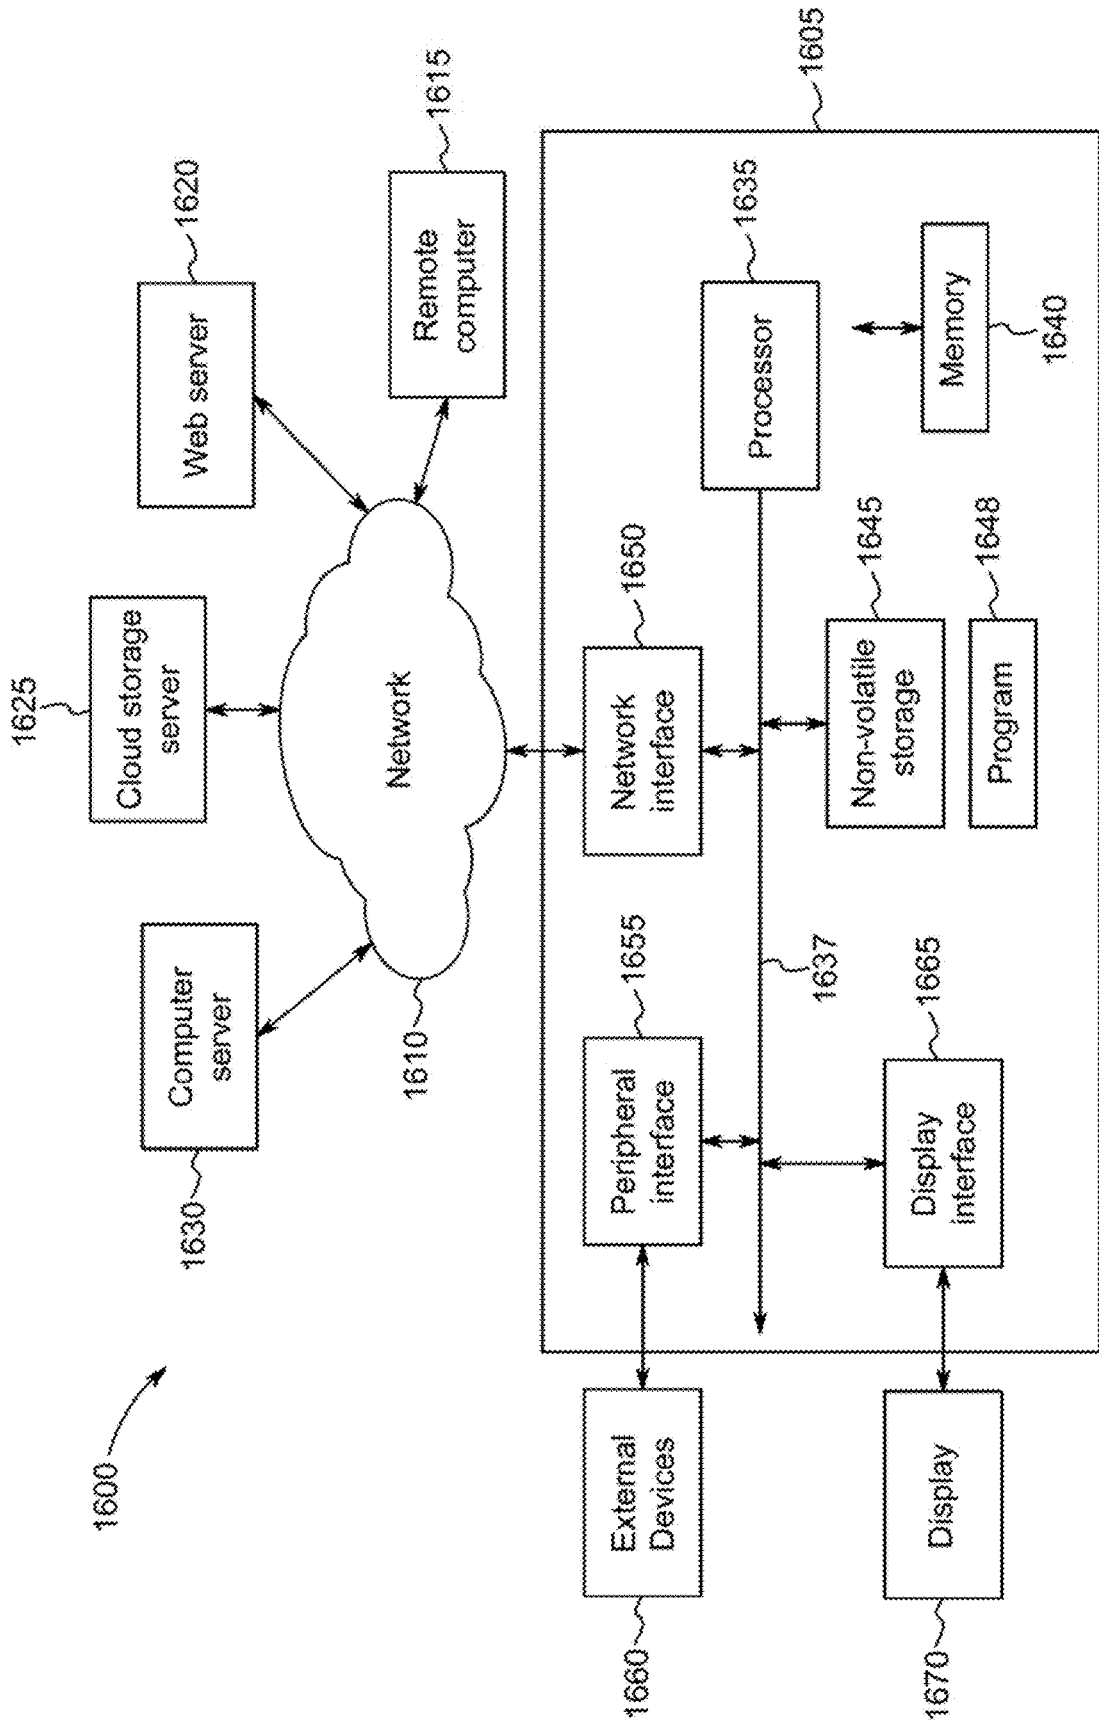 1600
1630
Computer
server
1625
Cloud storage
server
Web server
1620
Remote
computer
1615
Network
1610
1605
1660
External
Devices
Peripheral
interface
1655
Network
interface
1650
Processor
1635
1637
1670
Display
Display
interface
1665
Non-volatile
storage
1645
Program
1648
Memory
1640